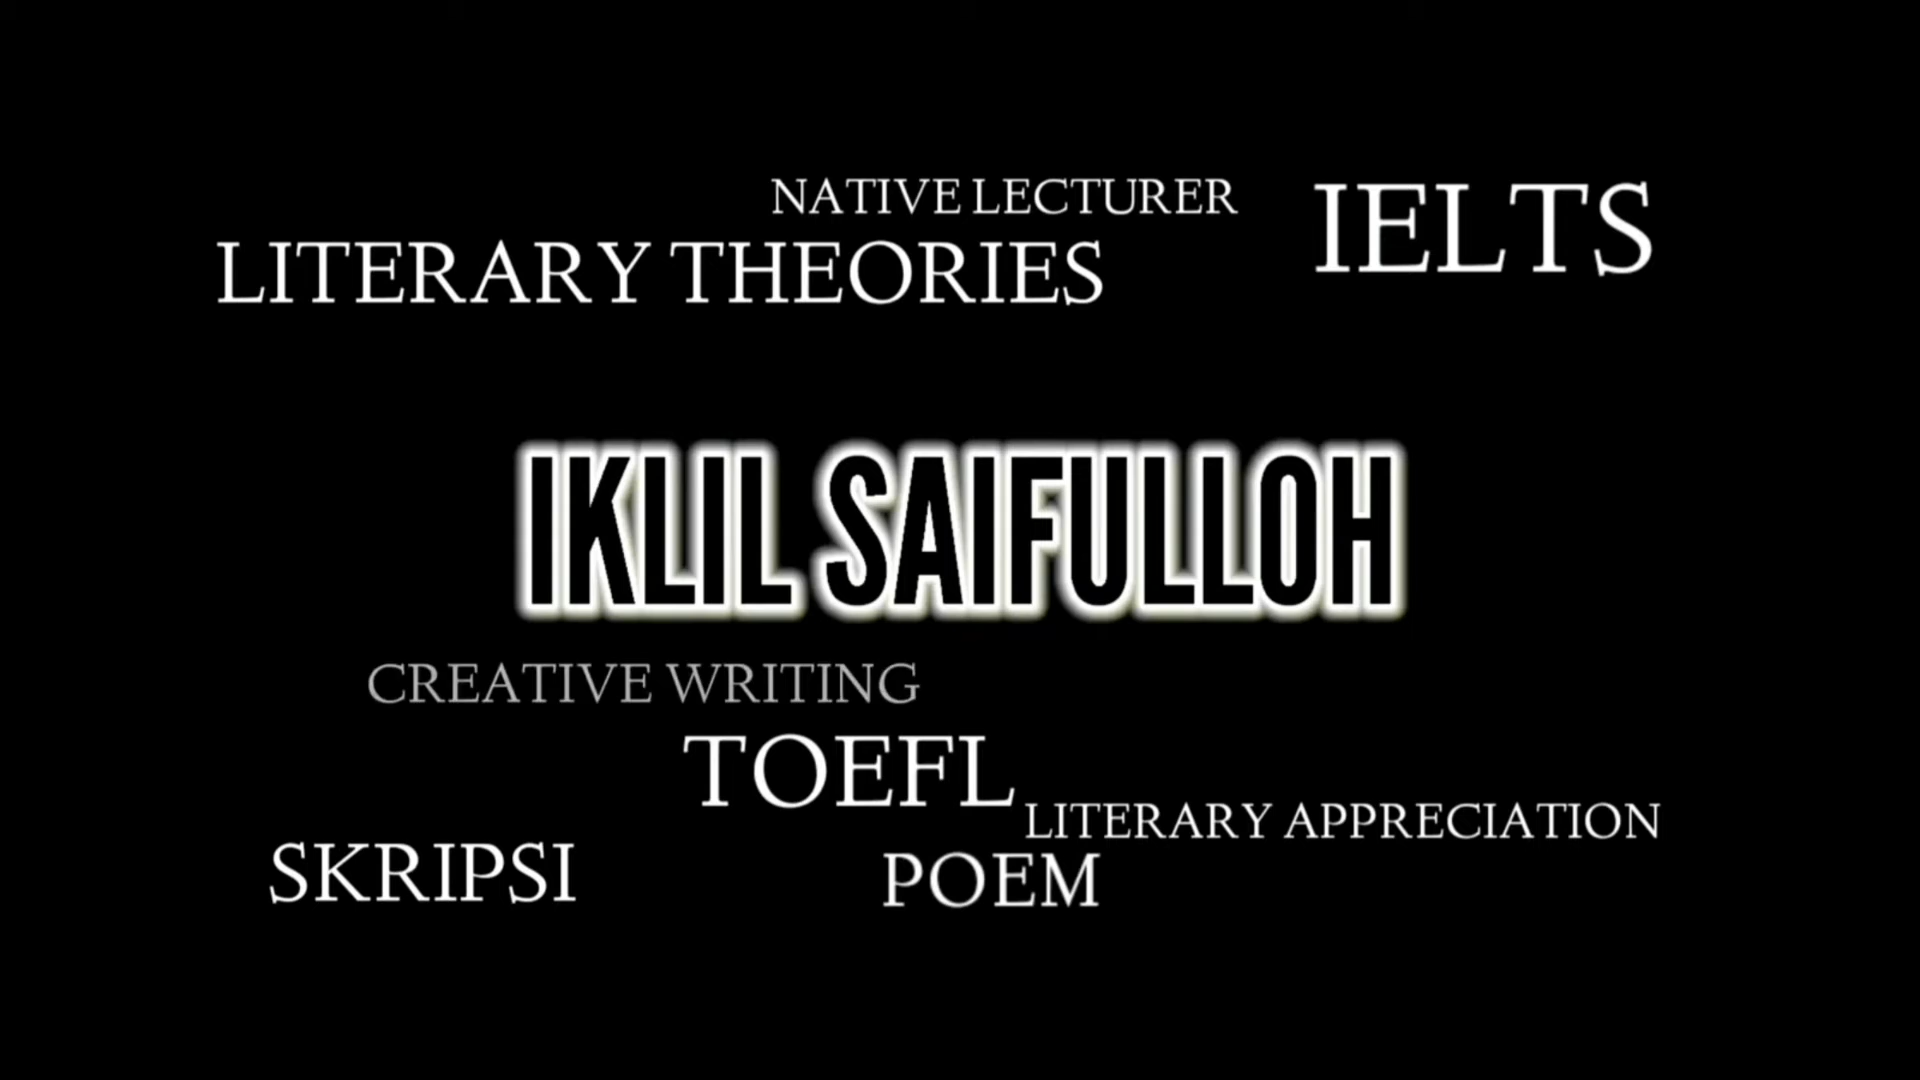 NATIVE LECTURER
IELTS
LITERARY THEORIES
IKLIL SAIFULLOH
CREATIVE WRITING
TOEFL
LITERARY APPRECIATION
SKRIPSI
POEM